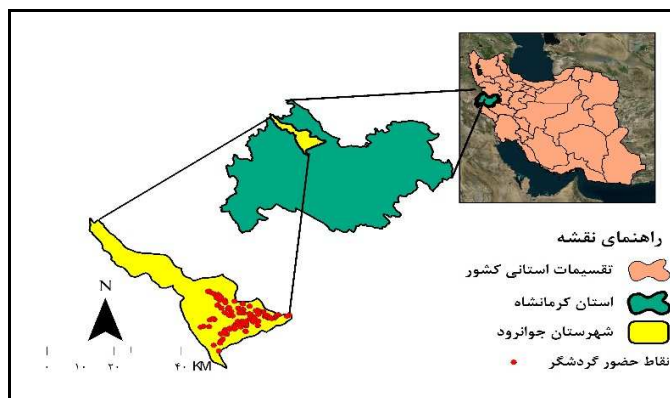 راهنمای نقشه
تقسیمات استانی کشور
استان کرمانشاه
شهرستان جوانرود
نقاط حضور گردشگر
N
۰ ۱۰ ۲۰ ۴۰ KM